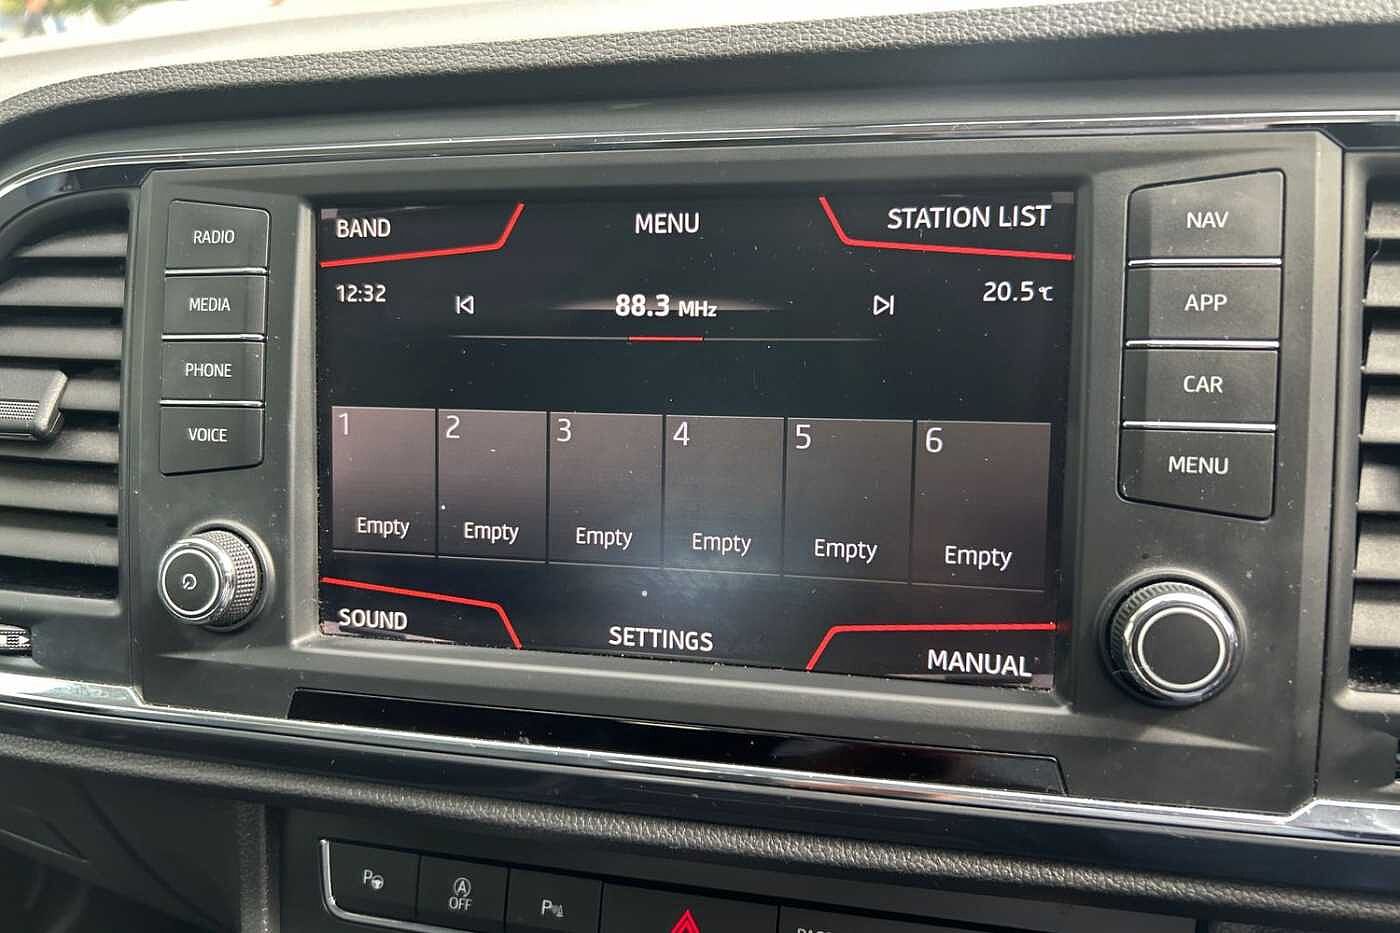 RADIO
MEDIA
PHONE
VOICE
BAND
MENU
STATION LIST
12:32
88.3 MHz
20.5 °C
1
2
3
4
5
6
Empty
Empty
Empty
Empty
Empty
Empty
SOUND
SETTINGS
MANUAL
NAV
APP
CAR
MENU
P
A
OFF
P